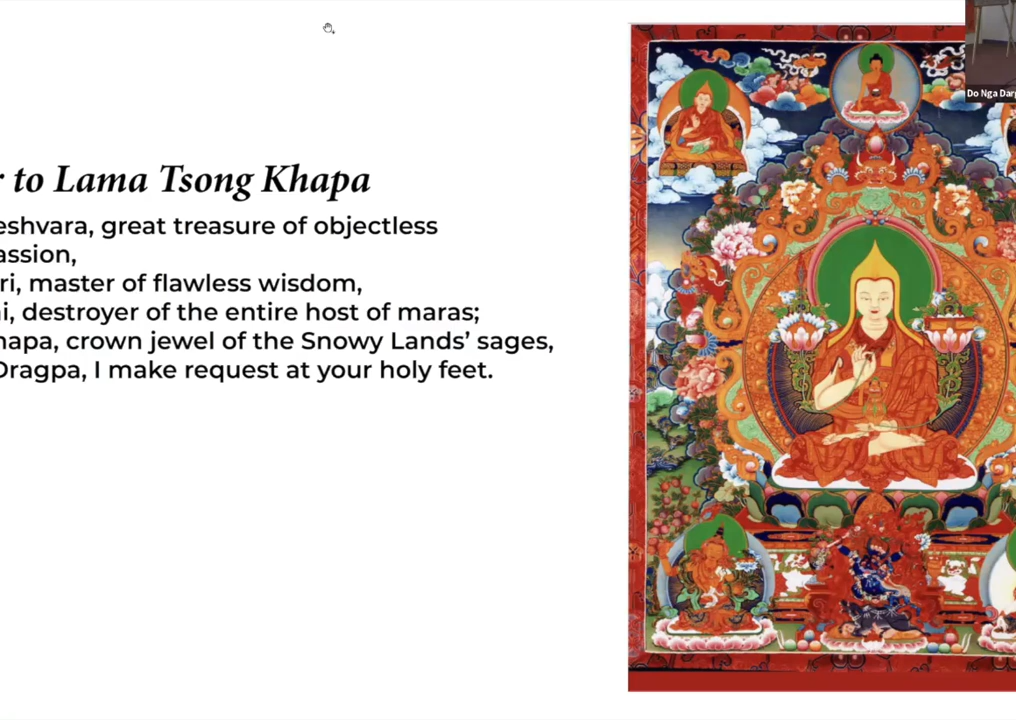 r to Lama Tsong Khapa
eshvara, great treasure of objectless
assion,
ri, master of flawless wisdom,
i, destroyer of the entire host of maras;
hapa, crown jewel of the Snowy Lands’ sages,
Dragpa, I make request at your holy feet.
Do Nga Darg